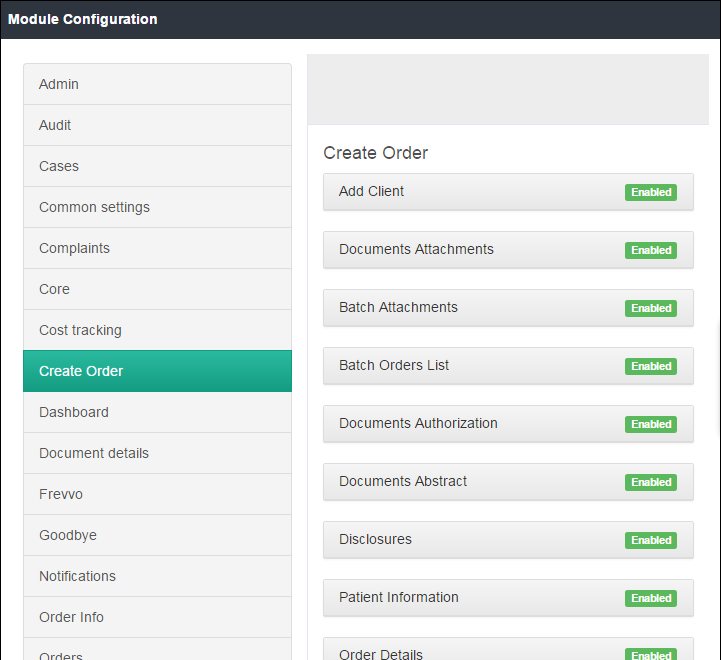 Module Configuration
Admin
Audit
Cases
Common settings
Complaints
Core
Cost tracking
Create Order
Dashboard
Document details
Frevvo
Goodbye
Notifications
Order Info
Orders
Create Order
Add Client Enabled
Documents Attachments Enabled
Batch Attachments Enabled
Batch Orders List Enabled
Documents Authorization Enabled
Documents Abstract Enabled
Disclosures Enabled
Patient Information Enabled
Order Details Enabled